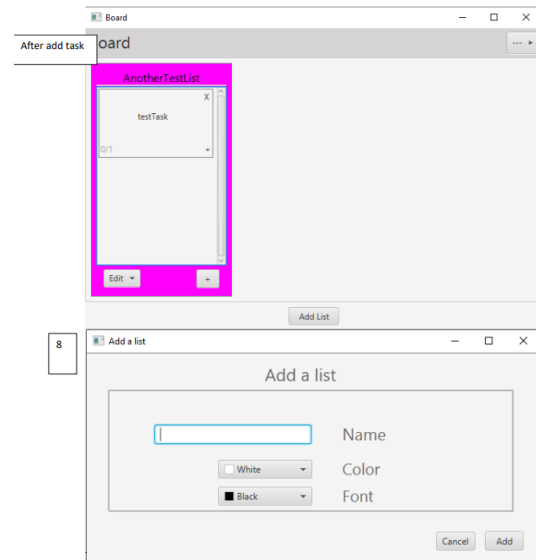 Board
After add task
oard
--- ▸
AnotherTestList
X
testTask
0/1
+
Edit
+
Add List
8
Add a list
Add a list
Name
White
Color
Black
Font
Cancel
Add